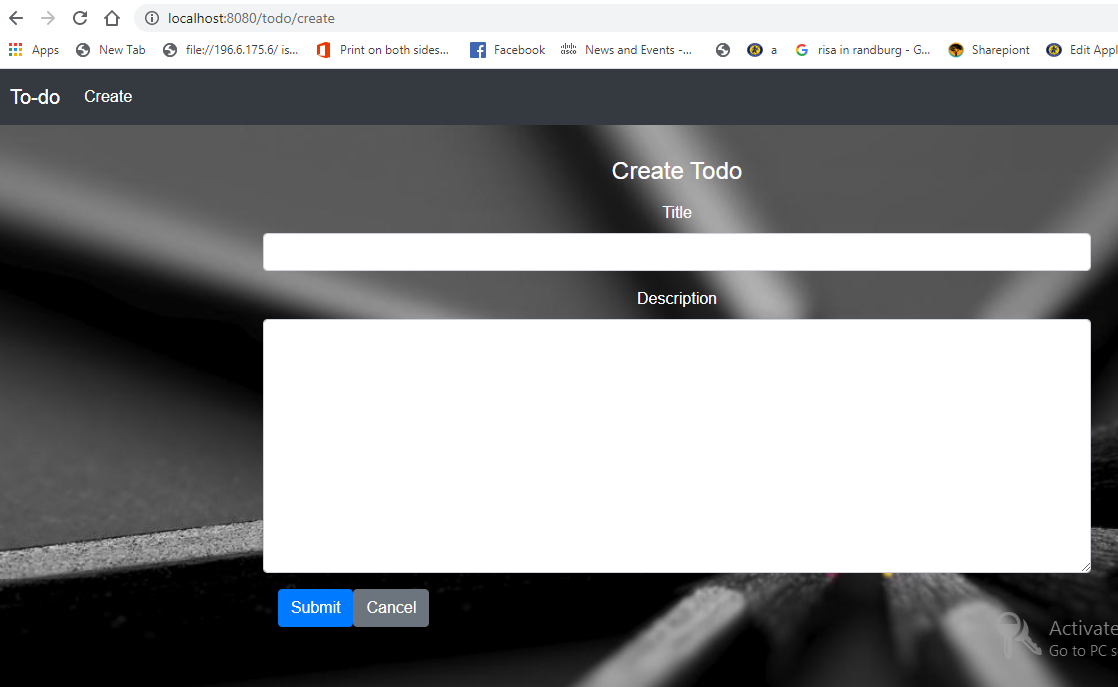 localhost:8080/todo/create
Apps New Tab file://196.6.175.6/ is... Print on both sides... Facebook News and Events -... a risa in randburg - G... Sharepiont Edit Appl
To-do Create
Create Todo
Title
Description
Submit Cancel
Activate
Go to PC s